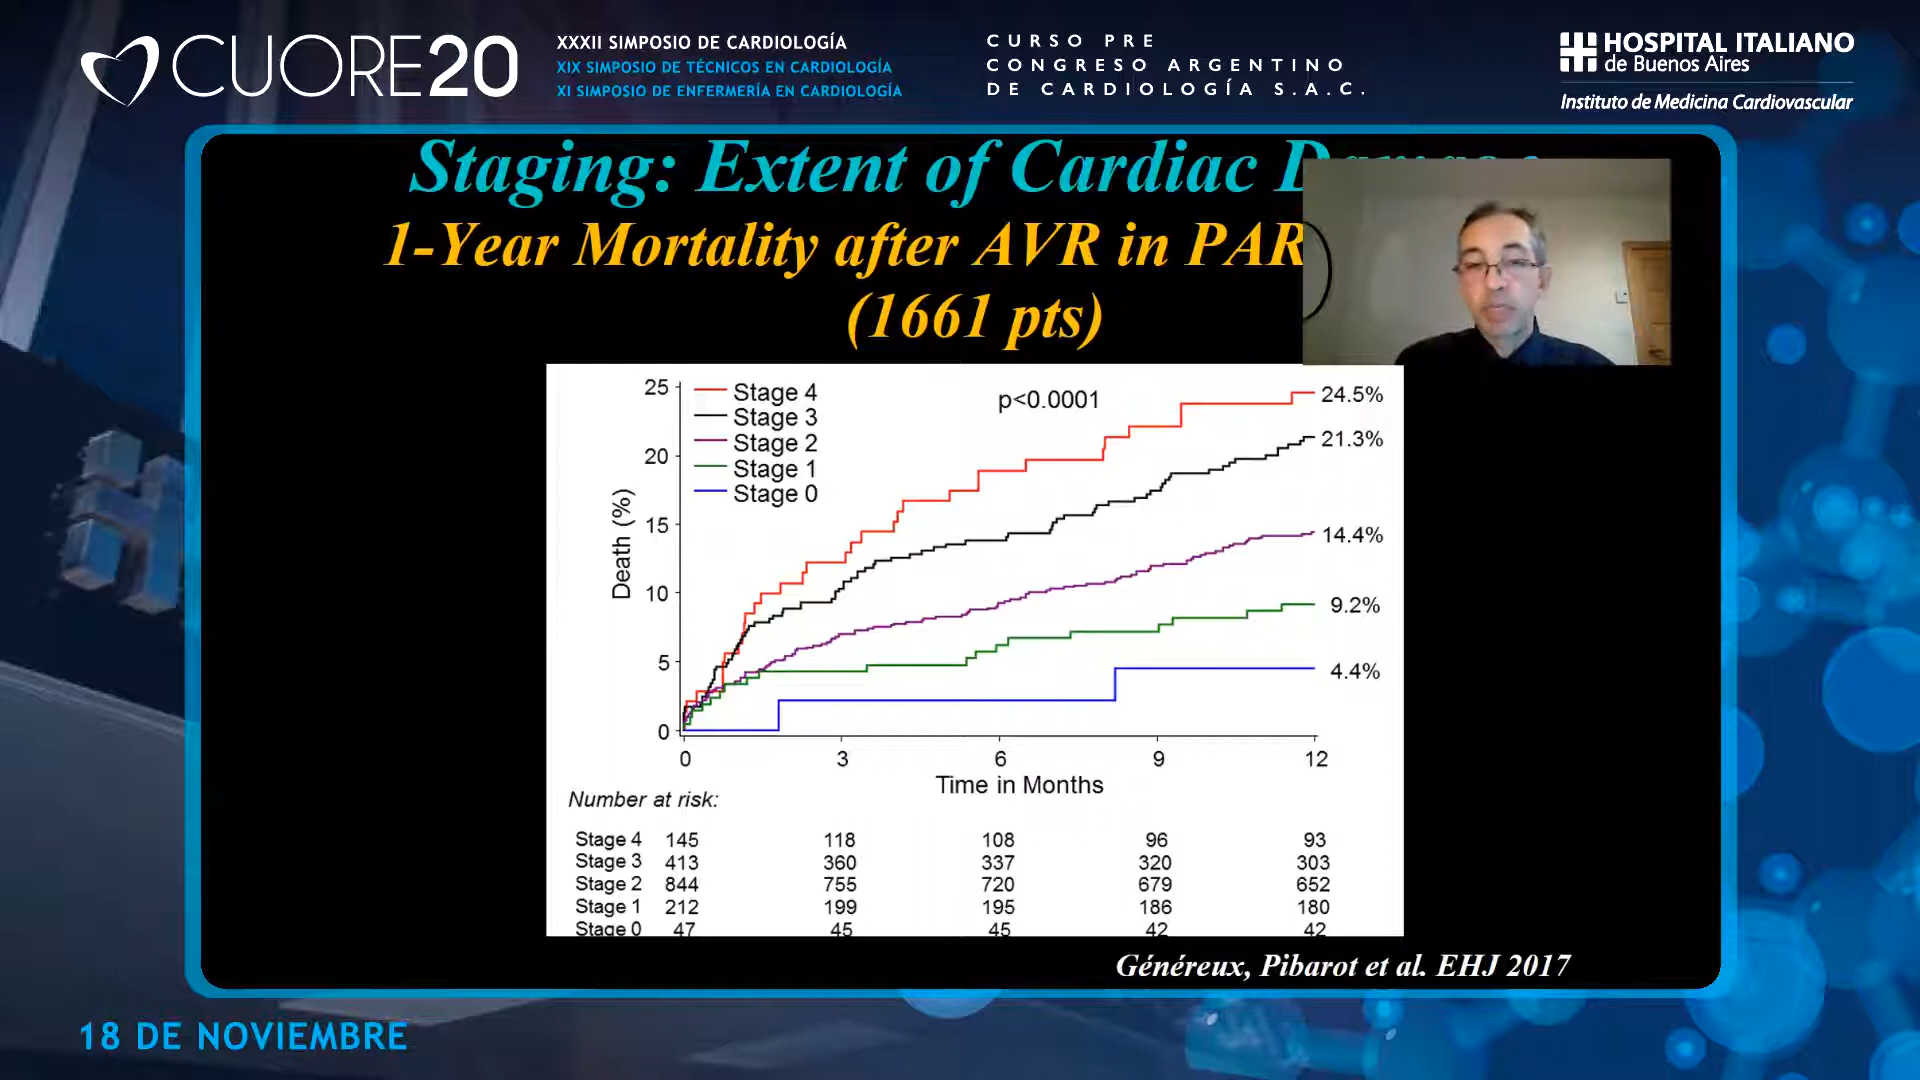 CUORE20
XXXII SIMPOSIO DE CARDIOLOGÍA
XIX SIMPOSIO DE TÉCNICOS EN CARDIOLOGÍA
XI SIMPOSIO DE ENFERMERÍA EN CARDIOLOGÍA
CURSO PRE
CONGRESO ARGENTINO
DE CARDIOLOGÍA S.A.C.
HOSPITAL ITALIANO
de Buenos Aires
Instituto de Medicina Cardiovascular
Staging: Extent of Cardiac
1-Year Mortality after AVR in PAR
(1661 pts)
Stage 4
Stage 3
Stage 2
Stage 1
Stage 0
p<0.0001
24.5%
21.3%
14.4%
9.2%
4.4%
Death (%)
25
20
15
10
5
0
0 3 6 9 12
Time in Months
Number at risk:
Stage 4 145 118 108 96 93
Stage 3 413 360 337 320 303
Stage 2 844 755 720 679 652
Stage 1 212 199 195 186 180
Stage 0 47 45 45 42 42
Généreux, Pibarot et al. EHJ 2017
18 DE NOVIEMBRE